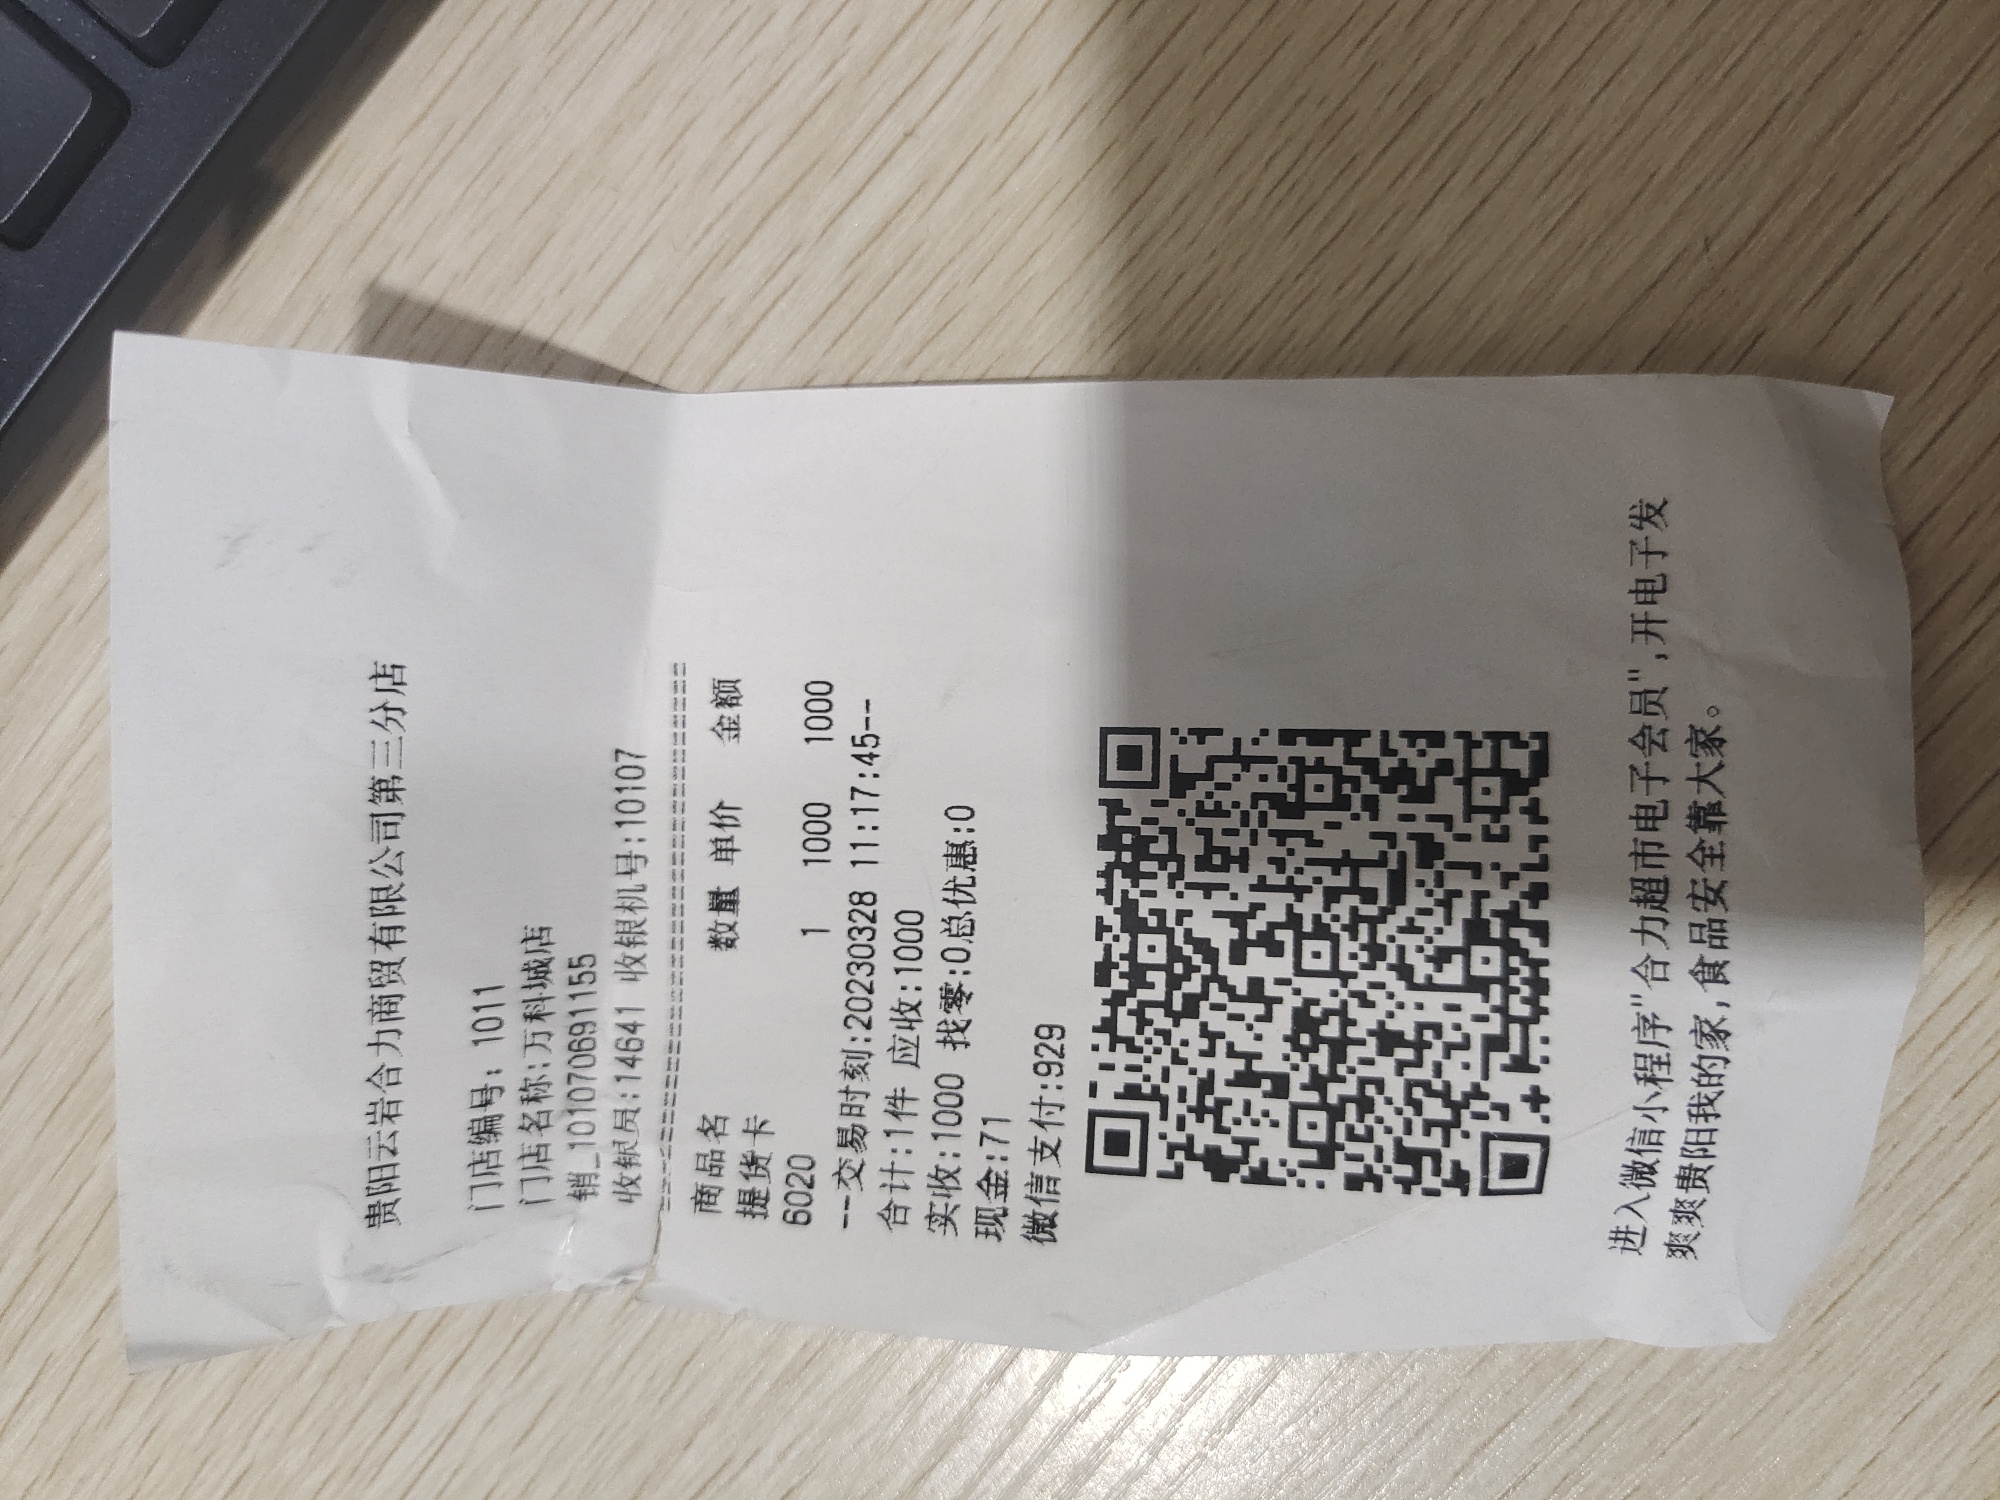 贵阳云岩合力商贸有限公司第三分店
门店编号: 1011
门店名称:万科城店
销_1010707069​1155
收银员:14641 收银机号:10107
商品名 数量 单价 金额
提货卡
6020 1 1000 1000
--交易时刻:20230328 11:17:45--
合计:1件 应收:1000
实收:1000 找零:0总优惠:0
现金:71
微信支付:929
进入微信小程序"合力超市电子会员",开电子发
爽爽贵阳我的家,食品安全靠大家。